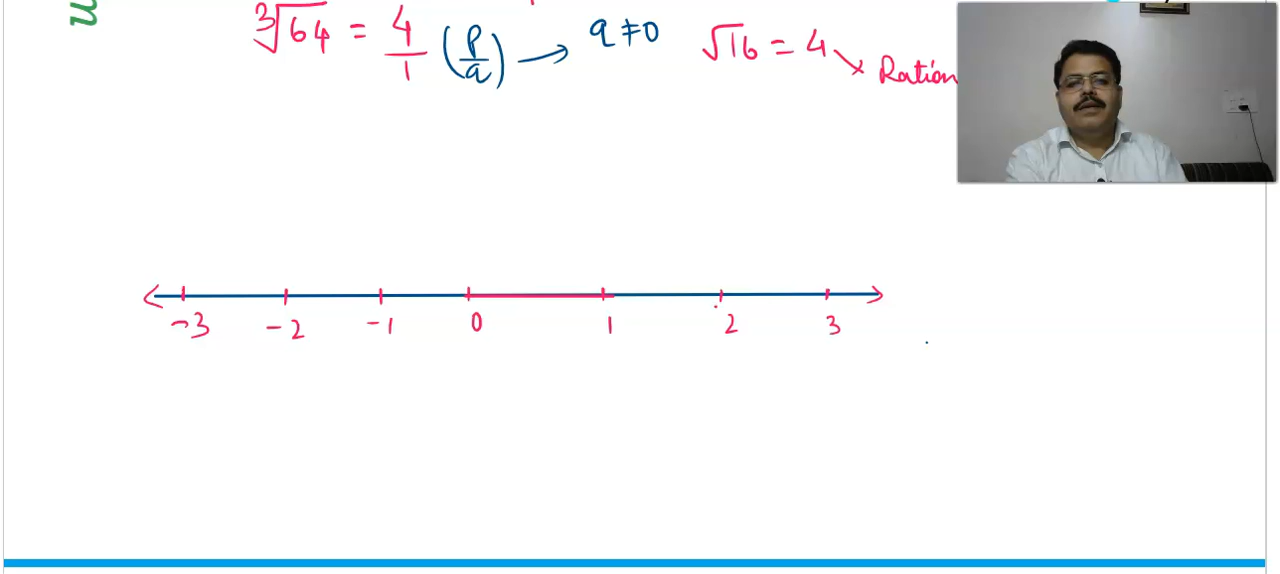 ∛64 = 4/1 (p/q) → q ≠ 0 √16 = 4 ↘ Ration
-3 -2 -1 0 1 2 3